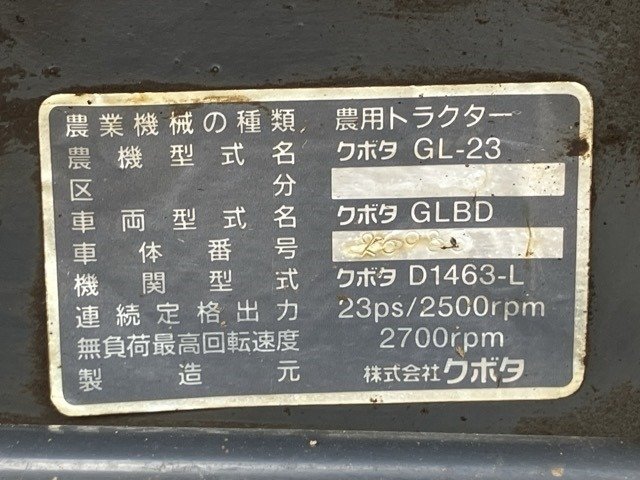 農業機械の種類 農用トラクター
農機型式名 クボタ GL-23
区分
車両型式名 クボタ GLBD
車体番号
機関型式 クボタ D1463-L
連続定格出力 23ps/2500rpm
無負荷最高回転速度 2700rpm
製造元 株式会社クボタ